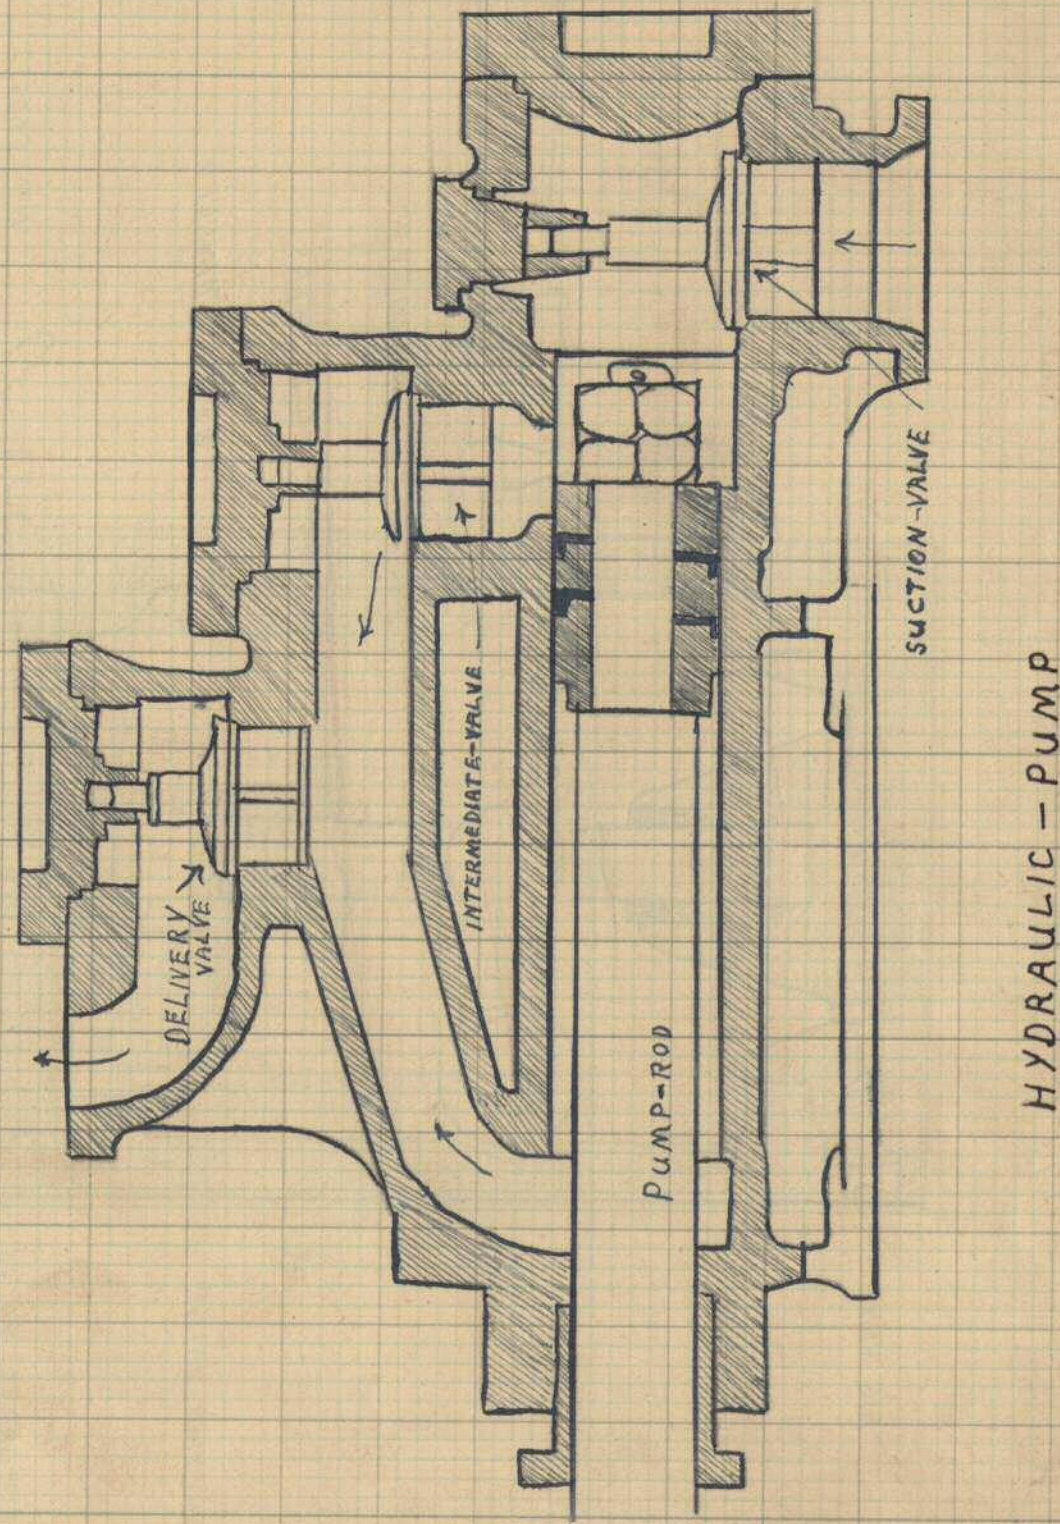 DELIVERY
VALVE
INTERMEDIATE-VALVE
PUMP-ROD
SUCTION-VALVE
HYDRAULIC-PUMP